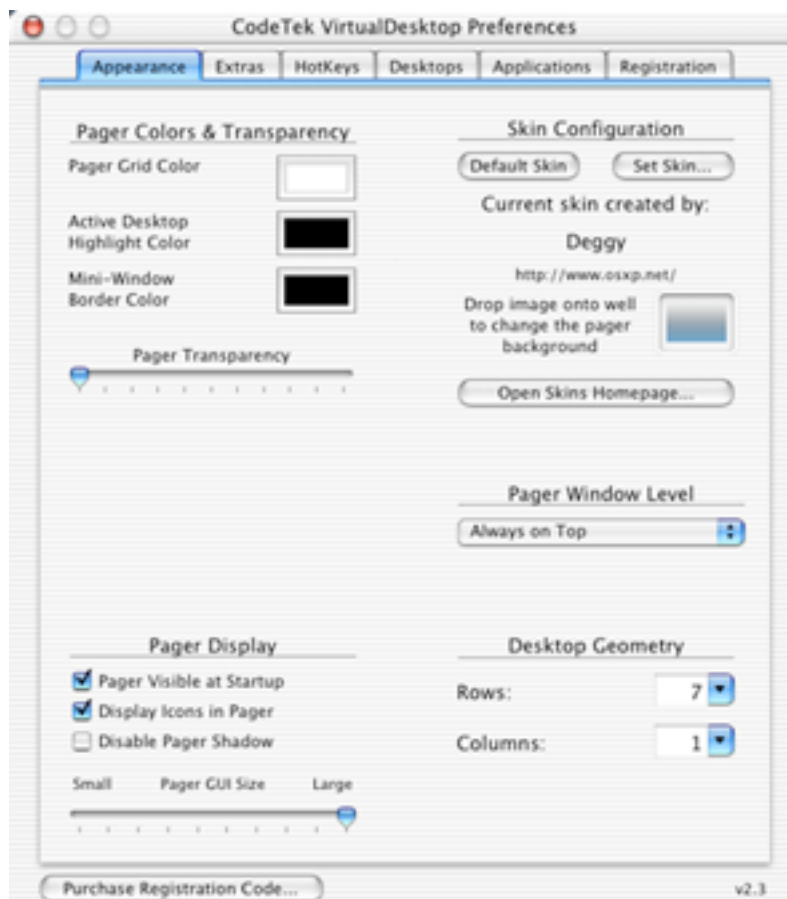 CodeTek VirtualDesktop Preferences
Appearance Extras HotKeys Desktops Applications Registration
Pager Colors & Transparency
Pager Grid Color
Active Desktop
Highlight Color
Mini-Window
Border Color
Pager Transparency
Skin Configuration
Default Skin Set Skin...
Current skin created by:
Deggy
http://www.osxp.net/
Drop image onto well
to change the pager
background
Open Skins Homepage...
Pager Window Level
Always on Top
Pager Display
Pager Visible at Startup
Display Icons in Pager
Disable Pager Shadow
Small Pager GUI Size Large
Desktop Geometry
Rows: 7
Columns: 1
Purchase Registration Code... v2.3